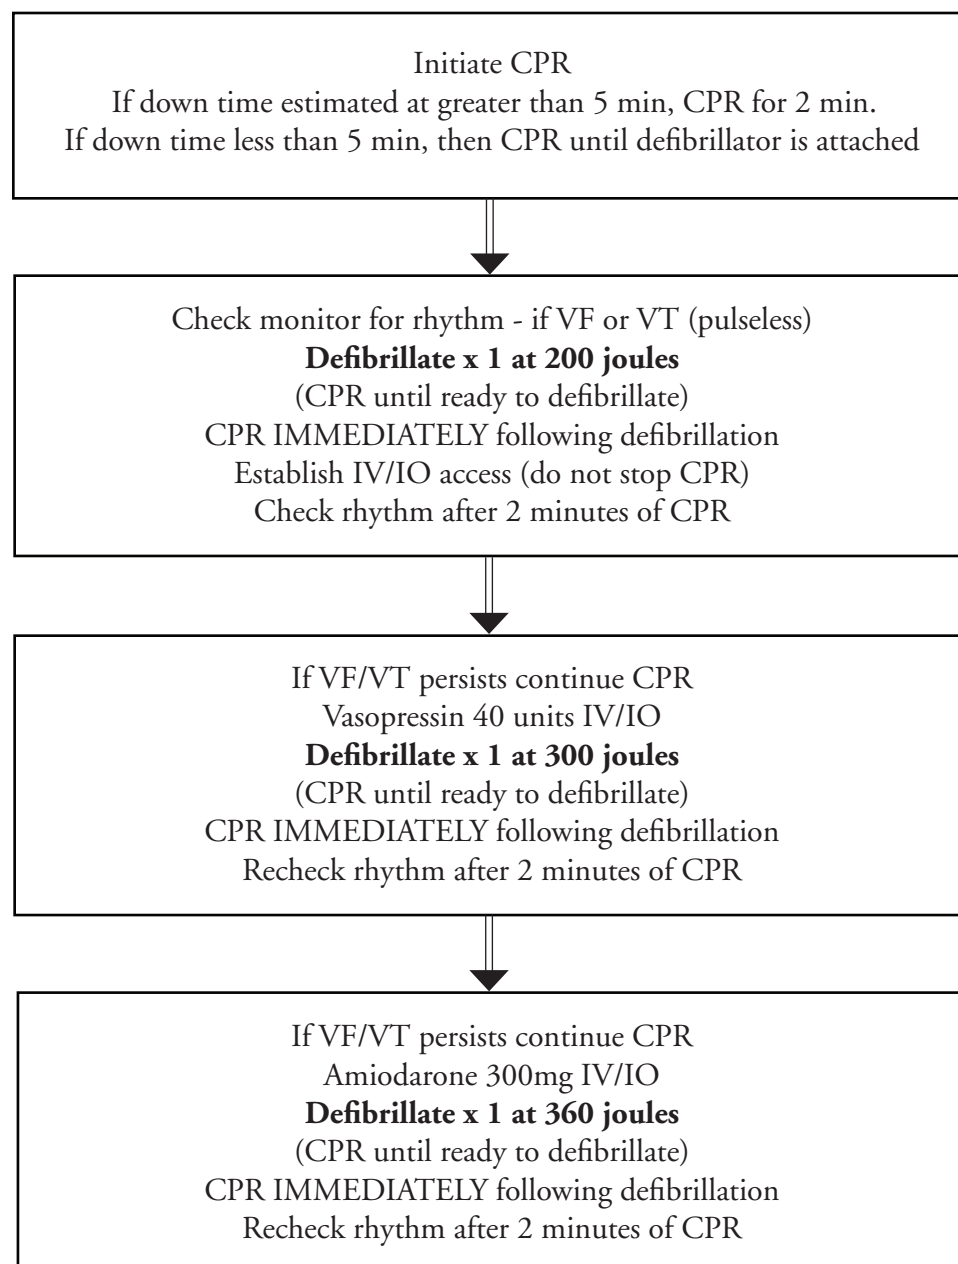 Initiate CPR
If down time estimated at greater than 5 min, CPR for 2 min.
If down time less than 5 min, then CPR until defibrillator is attached
Check monitor for rhythm - if VF or VT (pulseless)
Defibrillate x 1 at 200 joules
(CPR until ready to defibrillate)
CPR IMMEDIATELY following defibrillation
Establish IV/IO access (do not stop CPR)
Check rhythm after 2 minutes of CPR
If VF/VT persists continue CPR
Vasopressin 40 units IV/IO
Defibrillate x 1 at 300 joules
(CPR until ready to defibrillate)
CPR IMMEDIATELY following defibrillation
Recheck rhythm after 2 minutes of CPR
If VF/VT persists continue CPR
Amiodarone 300mg IV/IO
Defibrillate x 1 at 360 joules
(CPR until ready to defibrillate)
CPR IMMEDIATELY following defibrillation
Recheck rhythm after 2 minutes of CPR